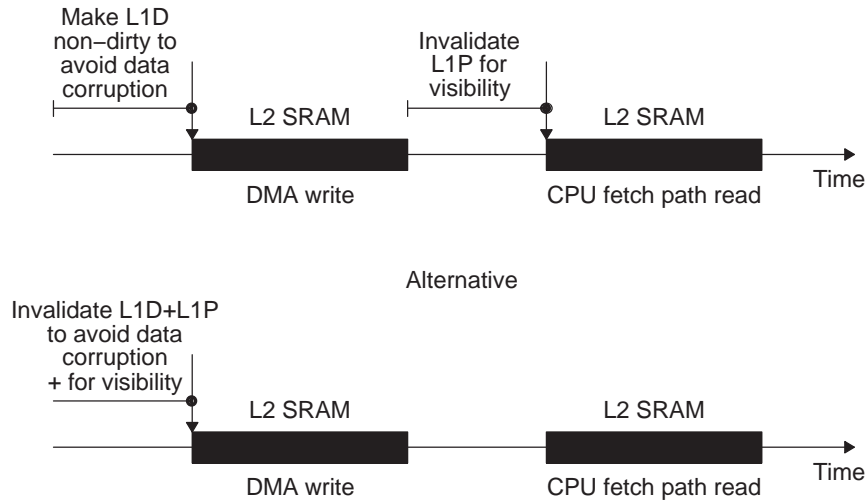 Make L1D
non–dirty to
avoid data
corruption
Invalidate
L1P for
visibility
L2 SRAM
L2 SRAM
DMA write
CPU fetch path read
Time
Alternative
Invalidate L1D+L1P
to avoid data
corruption
+ for visibility
L2 SRAM
L2 SRAM
DMA write
CPU fetch path read
Time